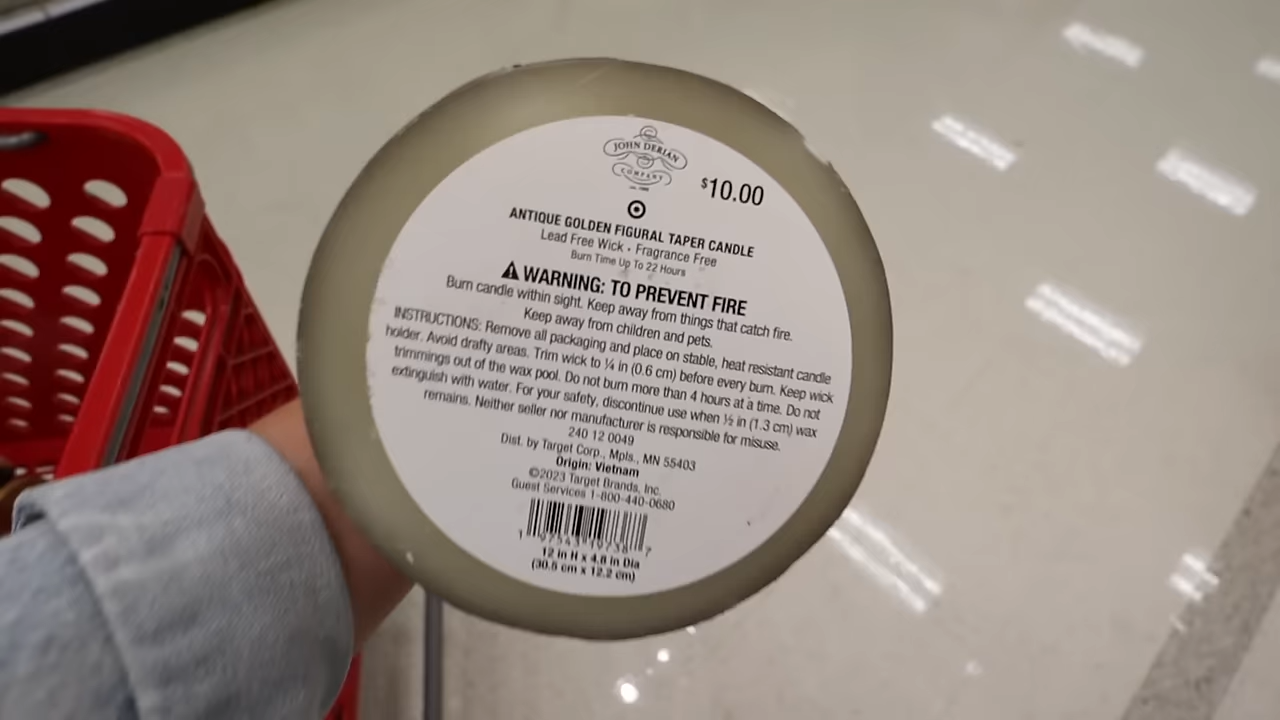 JOHN DERIAN
COMPANY
$10.00
ANTIQUE GOLDEN FIGURAL TAPER CANDLE
Lead Free Wick • Fragrance Free
Burn Time Up To 22 Hours
WARNING: TO PREVENT FIRE
Burn candle within sight. Keep away from things that catch fire.
Keep away from children and pets.
INSTRUCTIONS: Remove all packaging and place on stable, heat resistant candle
holder. Avoid drafty areas. Trim wick to ¼ in (0.6 cm) before every burn. Keep wick
trimmings out of the wax pool. Do not burn more than 4 hours at a time. Do not
extinguish with water. For your safety, discontinue use when ½ in (1.3 cm) wax
remains. Neither seller nor manufacturer is responsible for misuse.
240 12 0049
Dist. by Target Corp., Mpls., MN 55403
Origin: Vietnam
©2023 Target Brands, Inc.
Guest Services 1-800-440-0680
12 in H x 4.8 in Dia
(30.5 cm x 12.2 cm)